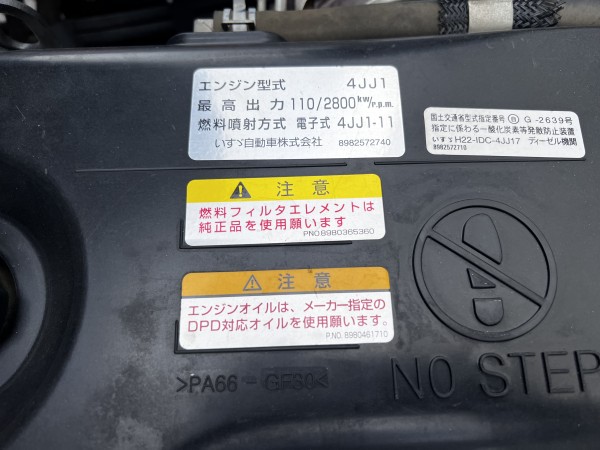 エンジン型式 4JJ1
最高出力 110/2800kw/r.p.m.
燃料噴射方式 電子式 4JJ1-11
いすゞ自動車株式会社 8982572740
国土交通省型式指定番号 G-2639号
指定に係わる一酸化炭素等発散防止装置
いすゞH22-IDC-4JJ17 ディーゼル機関
8982572710
注意
燃料フィルタエレメントは
純正品を使用願います
P.NO.8980365360
注意
エンジンオイルは、メーカー指定の
DPD対応オイルを使用願います。
P.NO. 8980461710
>PA66-GF30<
NO STEP